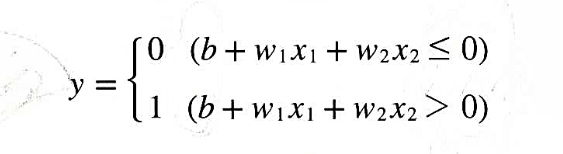 0 (b + w₁x₁ + w₂x₂ ≤ 0)
y = {
1 (b + w₁x₁ + w₂x₂ > 0)